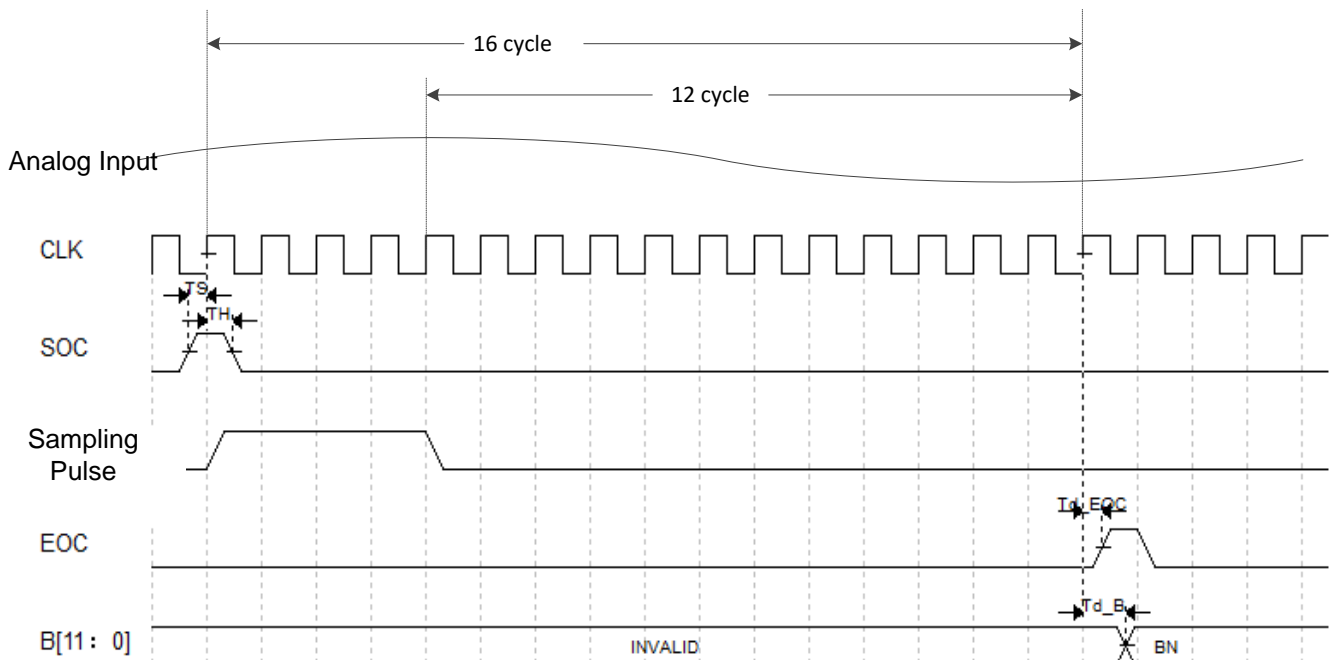 16 cycle
12 cycle
Analog Input
CLK
TS
TH
SOC
Sampling
Pulse
Td_EOC
EOC
Td_B
B[11： 0]
INVALID
BN